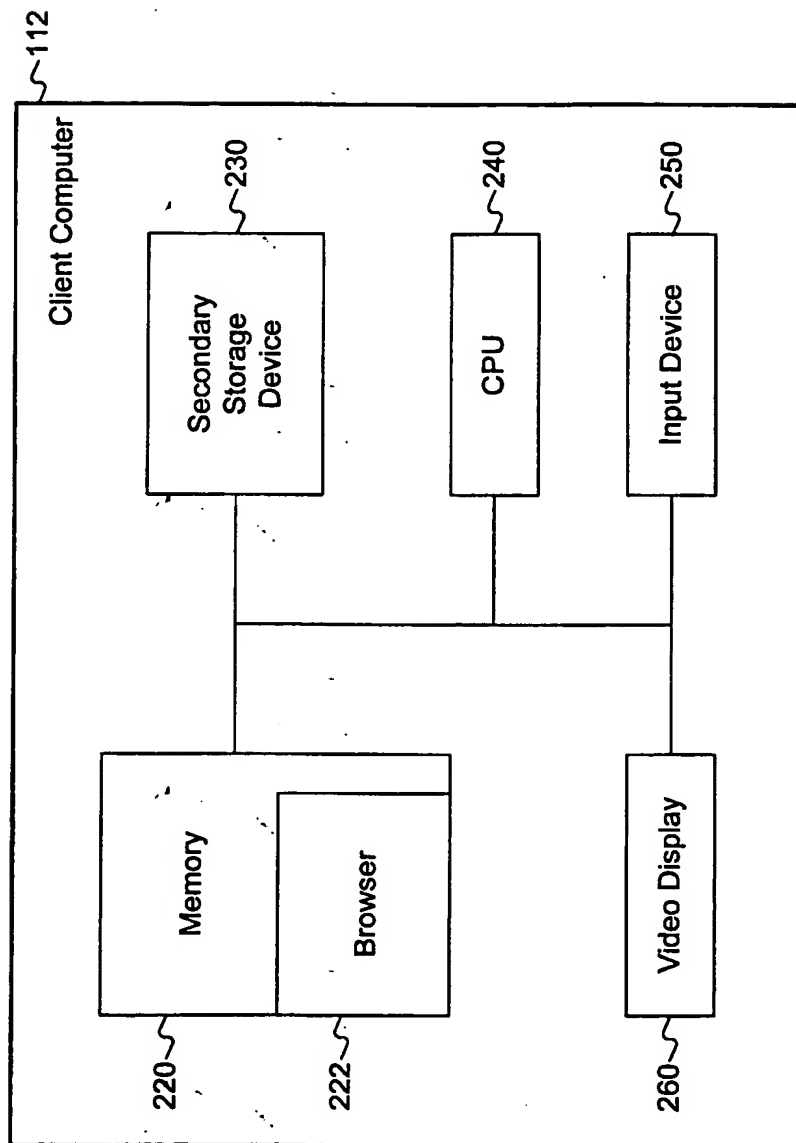 Client Computer
112
220
Memory
222
Browser
Secondary
Storage
Device
230
CPU
240
260
Video Display
Input Device
250